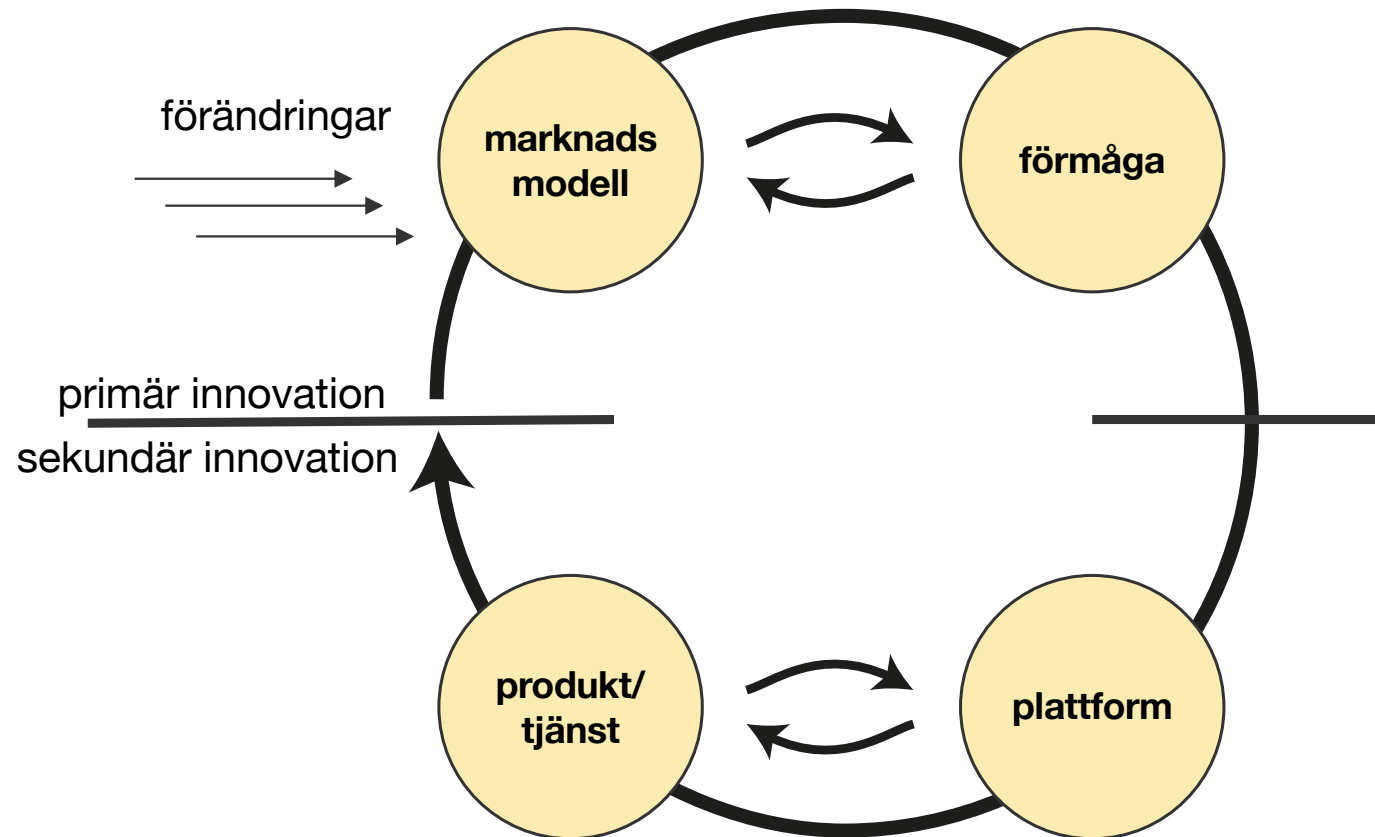 förändringar
marknads
modell
förmåga
primär innovation
sekundär innovation
produkt/
tjänst
plattform